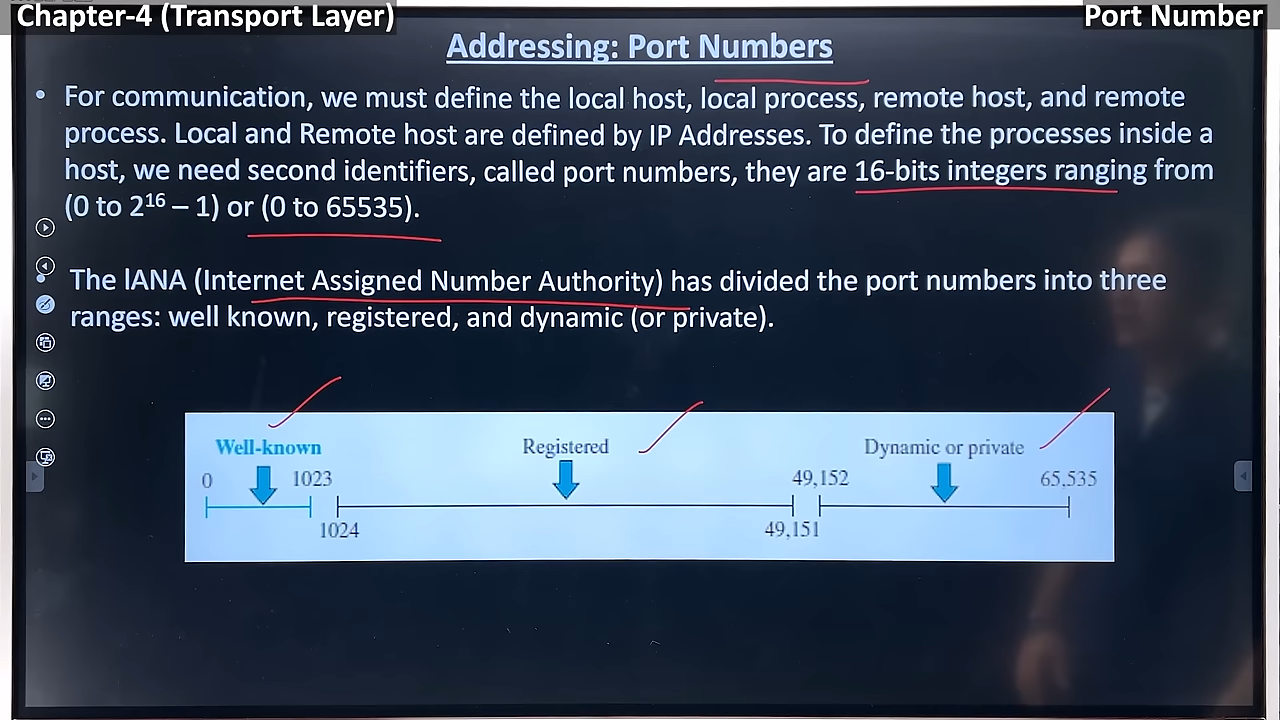 Chapter-4 (Transport Layer)
Port Number
Addressing: Port Numbers
• For communication, we must define the local host, local process, remote host, and remote
process. Local and Remote host are defined by IP Addresses. To define the processes inside a
host, we need second identifiers, called port numbers, they are 16-bits integers ranging from
(0 to 2¹⁶ – 1) or (0 to 65535).
• The lANA (Internet Assigned Number Authority) has divided the port numbers into three
ranges: well known, registered, and dynamic (or private).
Well-known
Registered
Dynamic or private
0
1023
49,152
65,535
1024
49,151